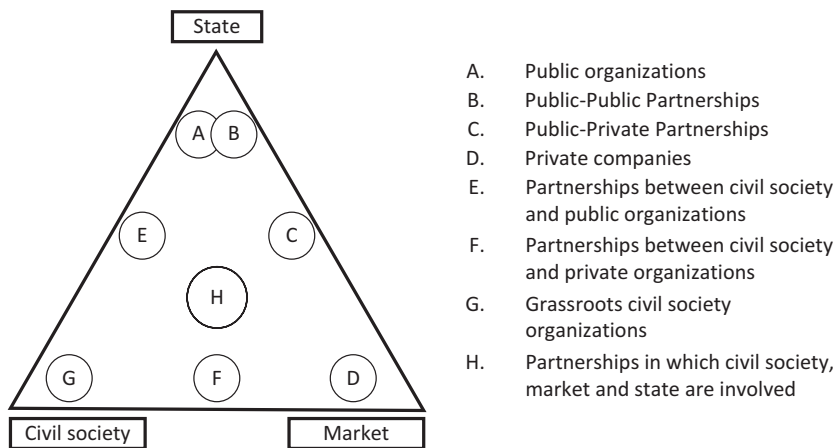 State
A B
E C
H
G F D
Civil society Market
A. Public organizations
B. Public-Public Partnerships
C. Public-Private Partnerships
D. Private companies
E. Partnerships between civil society
and public organizations
F. Partnerships between civil society
and private organizations
G. Grassroots civil society
organizations
H. Partnerships in which civil society,
market and state are involved